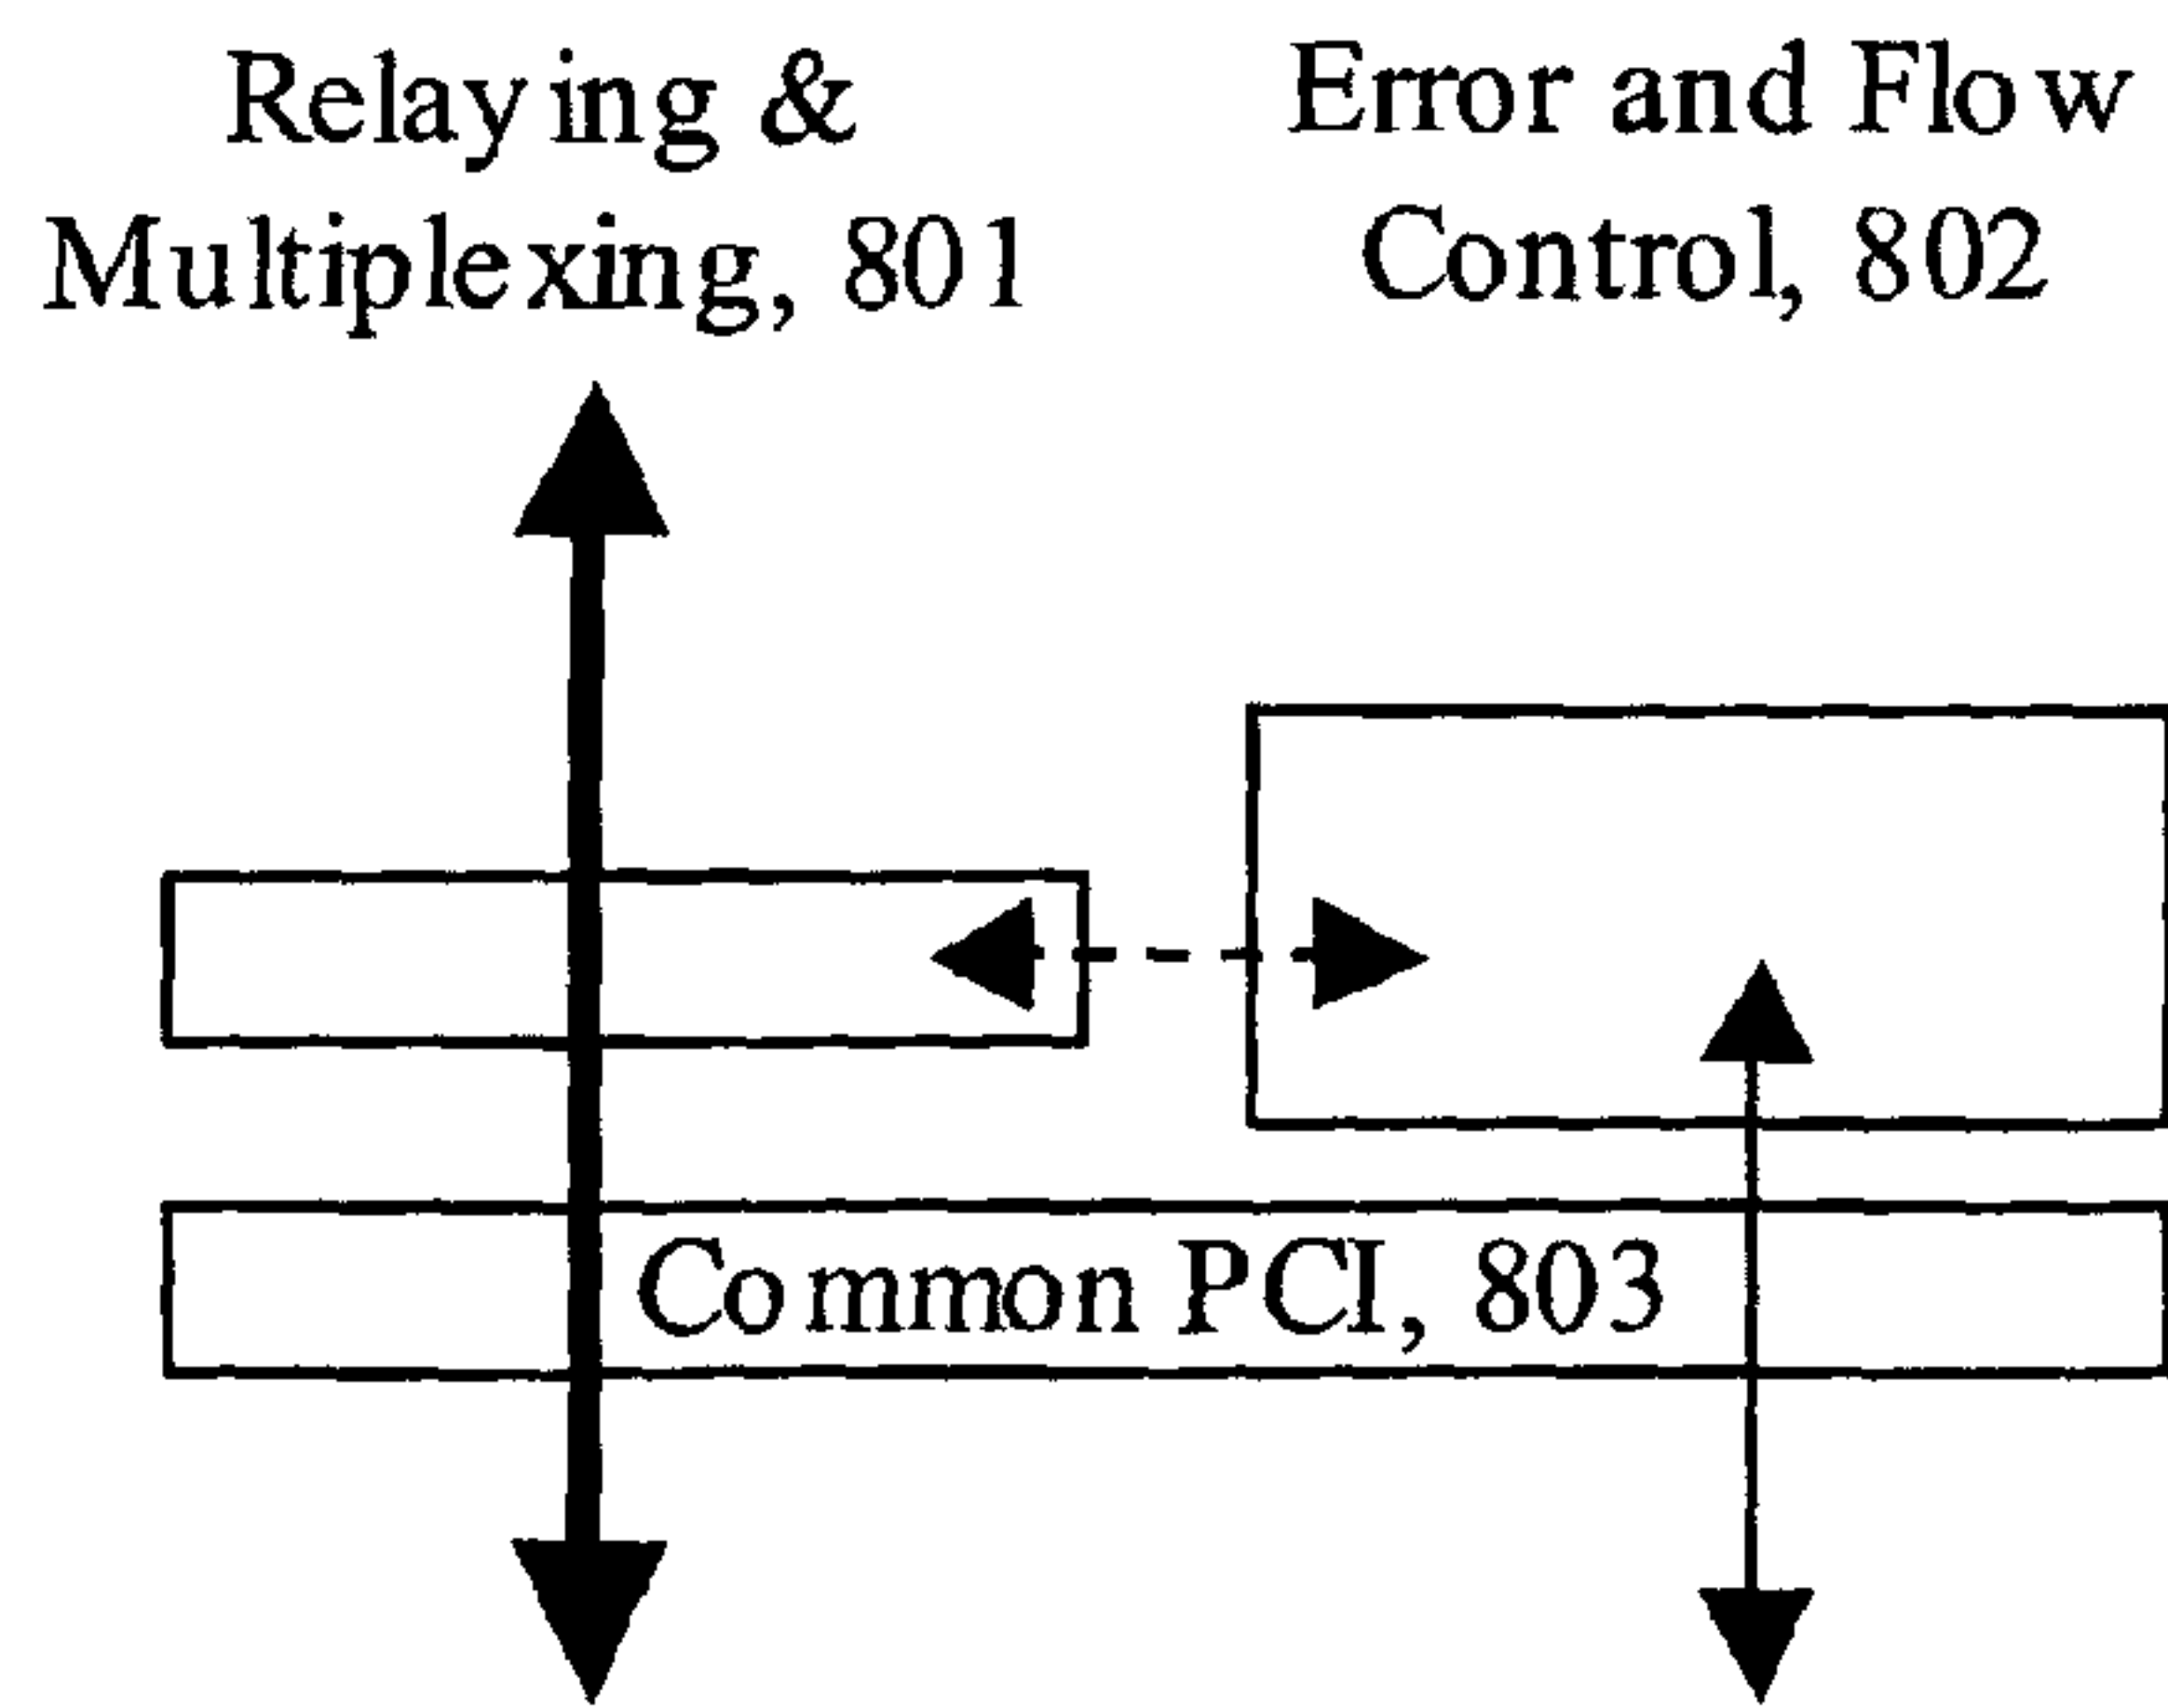 Relaying &
Multiplexing, 801
Error and Flow
Control, 802
Common PCI, 803